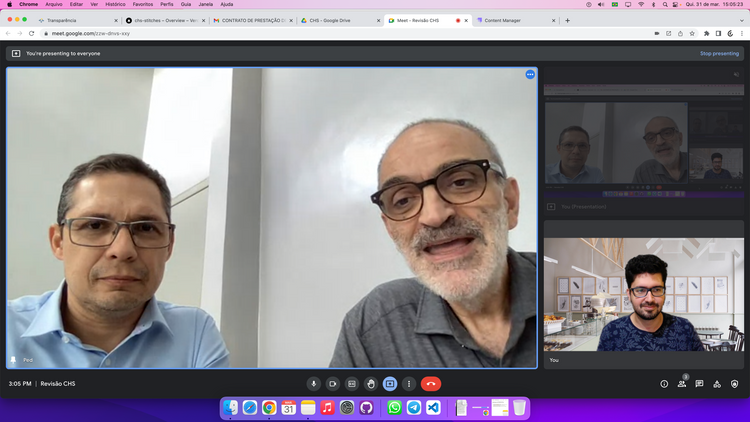 Chrome Arquivo Editar Ver Histórico Favoritos Perfis Guia Janela Ajuda
Qui. 31 de mar. 15:05:23
Transparência
chs-stitches – Overview – Ver
CONTRATO DE PRESTAÇÃO D
CHS – Google Drive
Meet – Revisão CHS
Content Manager
meet.google.com/zzw-dnvs-xxy
You're presenting to everyone
Stop presenting
You (Presentation)
Ped
You
3:05 PM | Revisão CHS
3
31